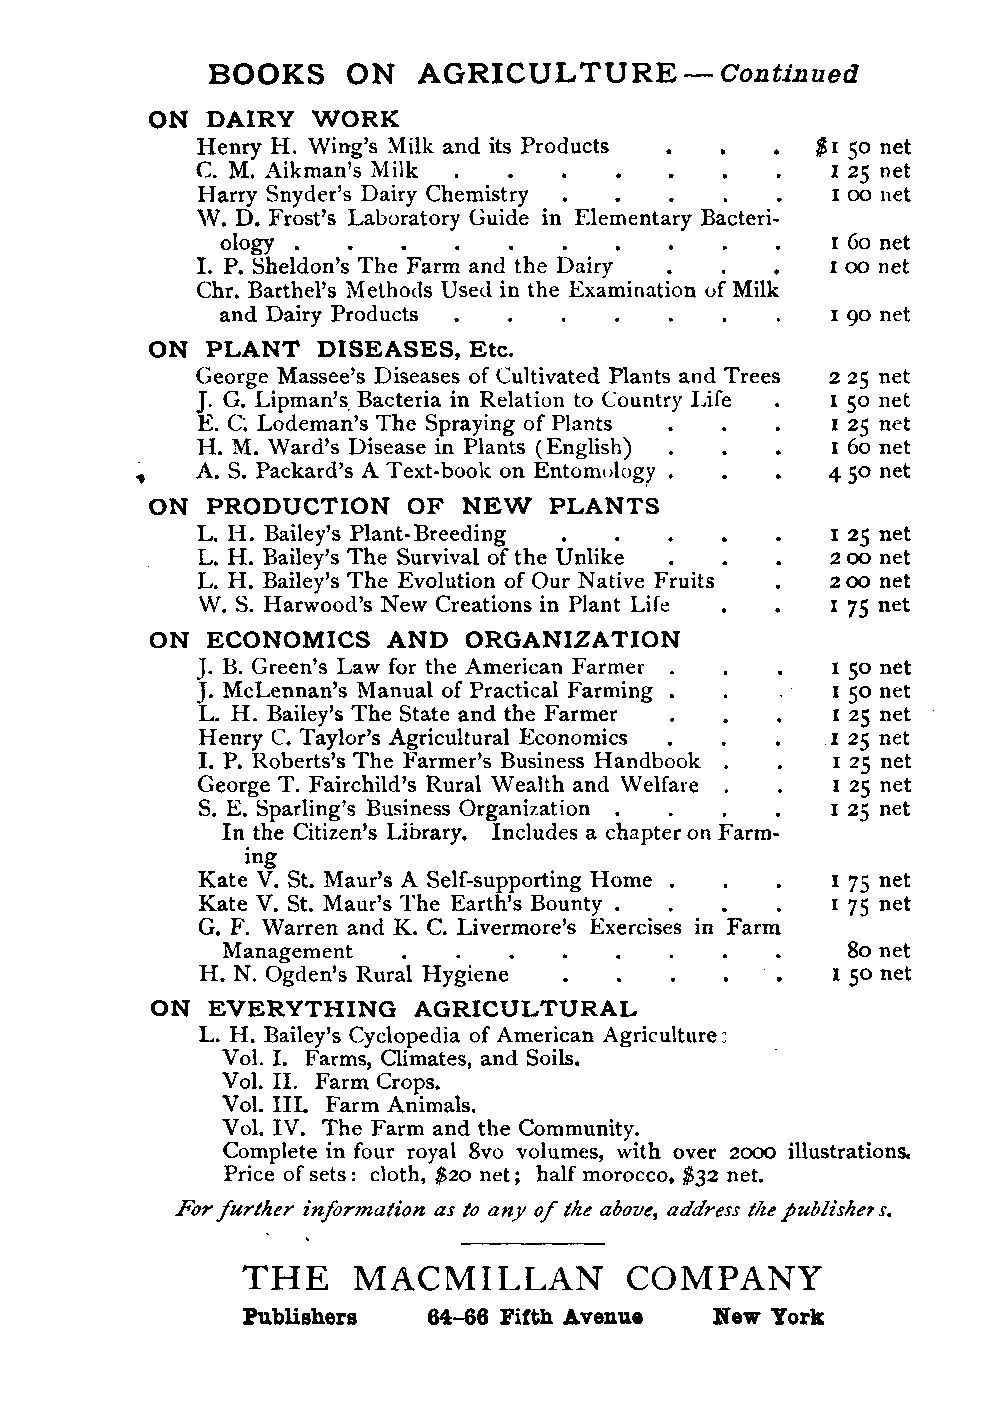 BOOKS ON AGRICULTURE — Continued
ON DAIRY WORK
Henry H. Wing's Milk and its Products . . . $1 50 net
C. M. Aikman's Milk . . . . . . . 1 25 net
Harry Snyder's Dairy Chemistry . . . . . 1 00 net
W. D. Frost's Laboratory Guide in Elementary Bacteri-
ology . . . . . . . . . . 1 60 net
I. P. Sheldon's The Farm and the Dairy . . . 1 00 net
Chr. Barthel's Methods Used in the Examination of Milk
and Dairy Products . . . . . . . 1 90 net
ON PLANT DISEASES, Etc.
George Massee's Diseases of Cultivated Plants and Trees 2 25 net
J. G. Lipman's Bacteria in Relation to Country Life . 1 50 net
E. C. Lodeman's The Spraying of Plants . . . 1 25 net
H. M. Ward's Disease in Plants (English) . . . 1 60 net
A. S. Packard's A Text-book on Entomology . . . 4 50 net
ON PRODUCTION OF NEW PLANTS
L. H. Bailey's Plant-Breeding . . . . . 1 25 net
L. H. Bailey's The Survival of the Unlike . . . 2 00 net
L. H. Bailey's The Evolution of Our Native Fruits . 2 00 net
W. S. Harwood's New Creations in Plant Life . . 1 75 net
ON ECONOMICS AND ORGANIZATION
J. B. Green's Law for the American Farmer . . . 1 50 net
J. McLennan's Manual of Practical Farming . . . 1 50 net
L. H. Bailey's The State and the Farmer . . . 1 25 net
Henry C. Taylor's Agricultural Economics . . . 1 25 net
I. P. Roberts's The Farmer's Business Handbook . . 1 25 net
George T. Fairchild's Rural Wealth and Welfare . . 1 25 net
S. E. Sparling's Business Organization . . . . 1 25 net
In the Citizen's Library. Includes a chapter on Farm-
ing
Kate V. St. Maur's A Self-supporting Home . . . 1 75 net
Kate V. St. Maur's The Earth's Bounty . . . . 1 75 net
G. F. Warren and K. C. Livermore's Exercises in Farm
Management . . . . . . . . 80 net
H. N. Ogden's Rural Hygiene . . . . . 1 50 net
ON EVERYTHING AGRICULTURAL
L. H. Bailey's Cyclopedia of American Agriculture:
Vol. I. Farms, Climates, and Soils.
Vol. II. Farm Crops.
Vol. III. Farm Animals.
Vol. IV. The Farm and the Community.
Complete in four royal 8vo volumes, with over 2000 illustrations.
Price of sets: cloth, $20 net; half morocco, $32 net.
For further information as to any of the above, address the publishers.
THE MACMILLAN COMPANY
Publishers 64–66 Fifth Avenue New York